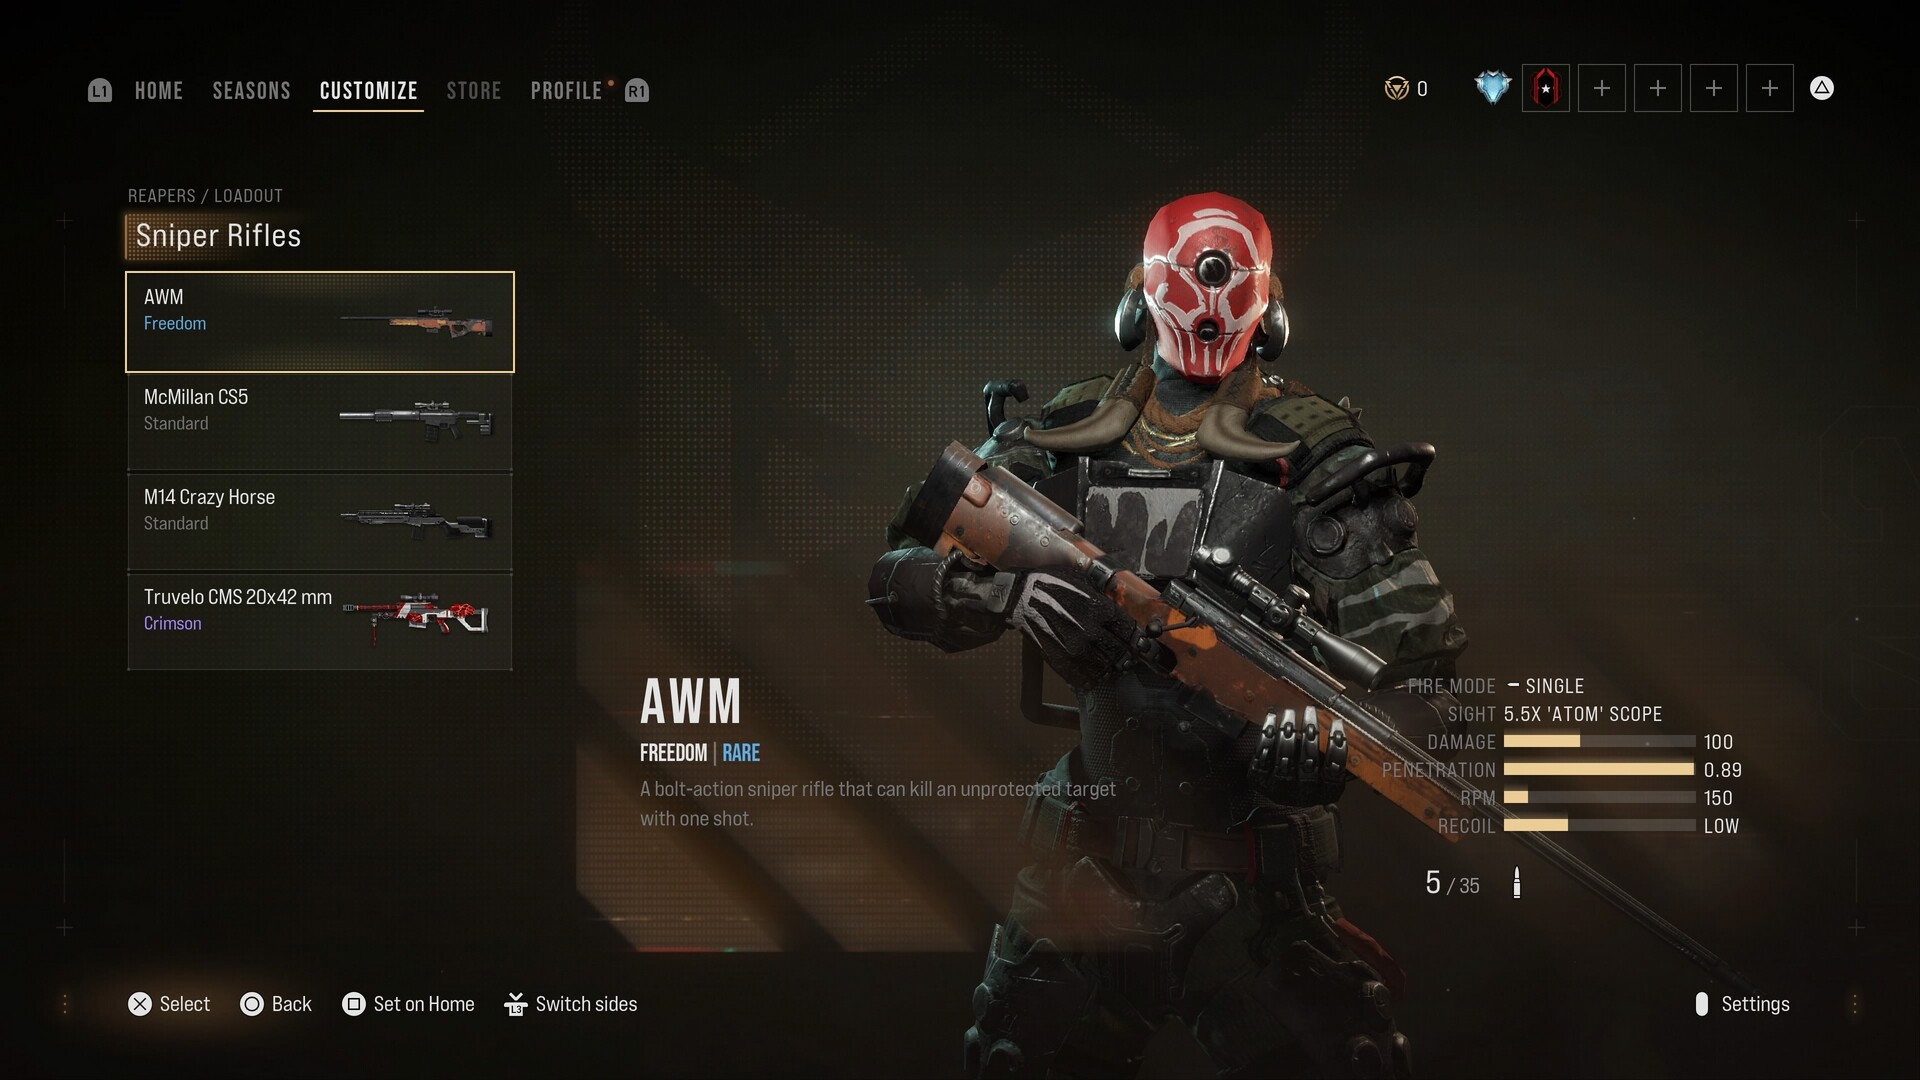 L1 HOME SEASONS CUSTOMIZE STORE PROFILE R1
0
REAPERS / LOADOUT
Sniper Rifles
AWM
Freedom
McMillan CS5
Standard
M14 Crazy Horse
Standard
Truvelo CMS 20x42 mm
Crimson
AWM
FREEDOM | RARE
A bolt-action sniper rifle that can kill an unprotected target
with one shot.
FIRE MODE SINGLE
SIGHT 5.5X 'ATOM' SCOPE
DAMAGE 100
PENETRATION 0.89
RPM 150
RECOIL LOW
5 / 35
Select Back Set on Home L3 Switch sides
Settings